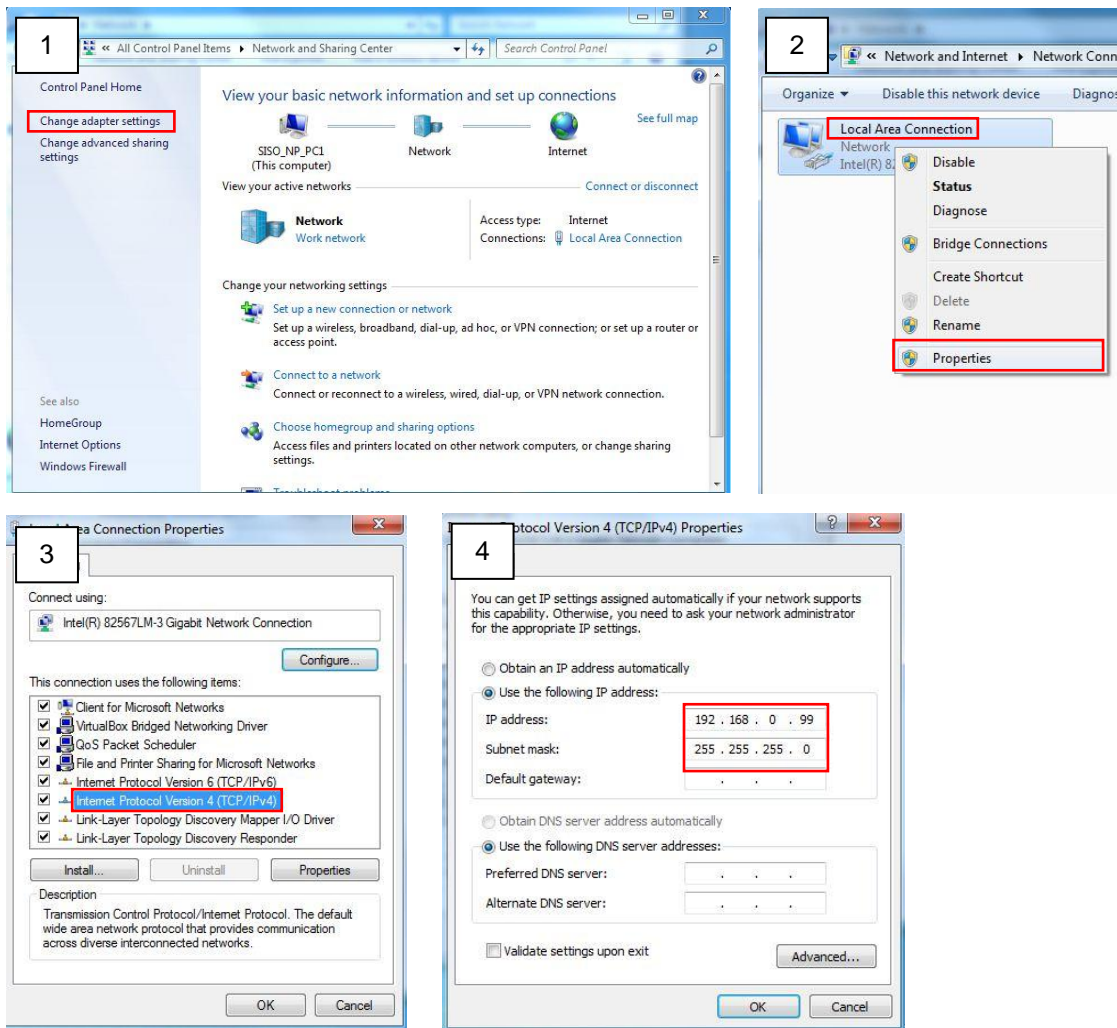 1
« All Control Panel Items ▸ Network and Sharing Center
Search Control Panel
Control Panel Home
Change adapter settings
Change advanced sharing
settings
See also
HomeGroup
Internet Options
Windows Firewall
View your basic network information and set up connections
See full map
SISO_NP_PC1
(This computer)
Network
Internet
View your active networks
Connect or disconnect
Network
Work network
Access type: Internet
Connections: Local Area Connection
Change your networking settings
Set up a new connection or network
Set up a wireless, broadband, dial-up, ad hoc, or VPN connection; or set up a router or
access point.
Connect to a network
Connect or reconnect to a wireless, wired, dial-up, or VPN network connection.
Choose homegroup and sharing options
Access files and printers located on other network computers, or change sharing
settings.
2
« Network and Internet ▸ Network Conn
Organize Disable this network device Diagnos
Local Area Connection
Network
Intel(R) 82
Disable
Status
Diagnose
Bridge Connections
Create Shortcut
Delete
Rename
Properties
3
ea Connection Properties
Connect using:
Intel(R) 82567LM-3 Gigabit Network Connection
Configure...
This connection uses the following items:
Client for Microsoft Networks
VirtualBox Bridged Networking Driver
QoS Packet Scheduler
File and Printer Sharing for Microsoft Networks
Internet Protocol Version 6 (TCP/IPv6)
Internet Protocol Version 4 (TCP/IPv4)
Link-Layer Topology Discovery Mapper I/O Driver
Link-Layer Topology Discovery Responder
Install... Uninstall Properties
Description
Transmission Control Protocol/Internet Protocol. The default
wide area network protocol that provides communication
across diverse interconnected networks.
OK Cancel
4
otocol Version 4 (TCP/IPv4) Properties
You can get IP settings assigned automatically if your network supports
this capability. Otherwise, you need to ask your network administrator
for the appropriate IP settings.
Obtain an IP address automatically
Use the following IP address:
IP address: 192 . 168 . 0 . 99
Subnet mask: 255 . 255 . 255 . 0
Default gateway: . . .
Obtain DNS server address automatically
Use the following DNS server addresses:
Preferred DNS server: . . .
Alternate DNS server: . . .
Validate settings upon exit
Advanced...
OK Cancel